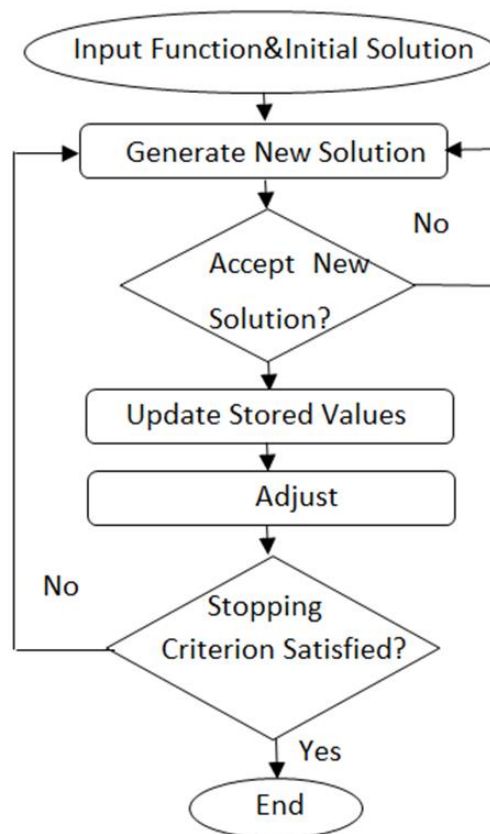 Input Function&Initial Solution
Generate New Solution
No
Accept New
Solution?
Update Stored Values
Adjust
No
Stopping
Criterion Satisfied?
Yes
End